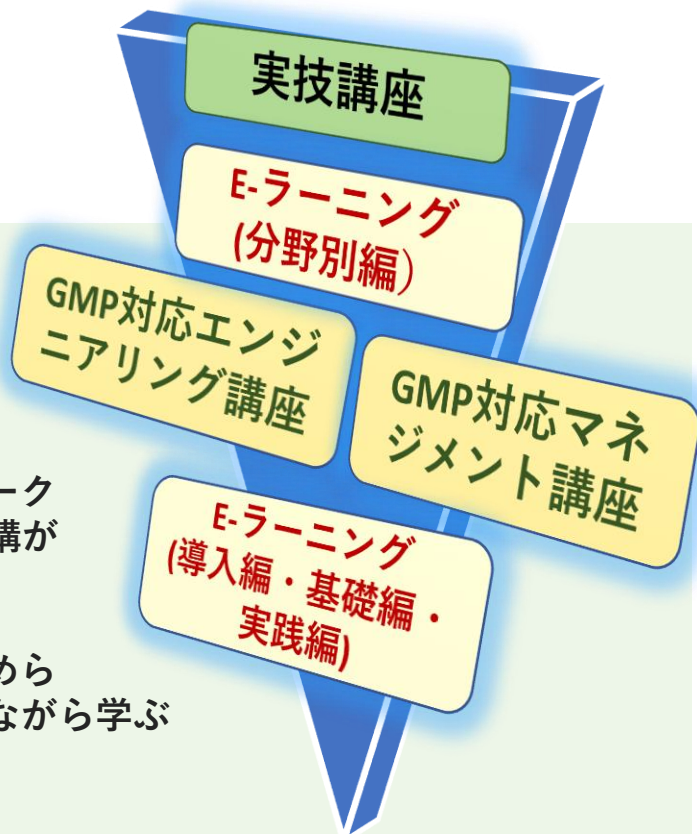 実技講座
E-ラーニング
(分野別編）
GMP対応エンジ
ニアリング講座
GMP対応マネ
ジメント講座
ーク
講が
E-ラーニング
(導入編・基礎編・
実践編)
めら
ながら学ぶ